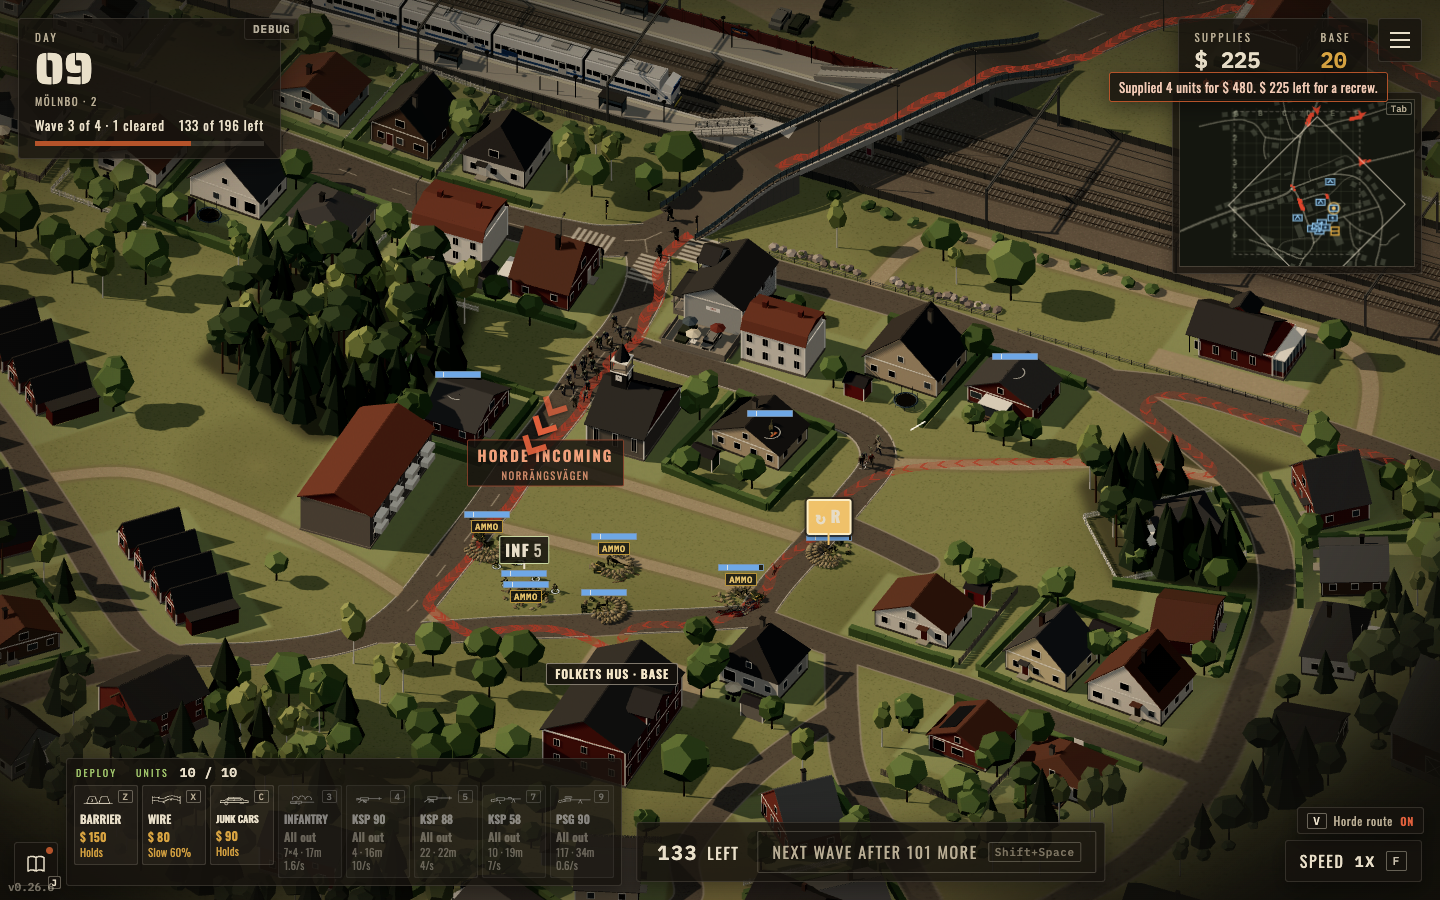 DAY
DEBUG
09
MÖLNBO · 2
Wave 3 of 4 · 1 cleared 133 of 196 left
SUPPLIES BASE
$ 225 20
Supplied 4 units for $ 480. $ 225 left for a recrew.
Tab
HORDE INCOMING
NORRÄNGSVÄGEN
AMMO
INF 5
AMMO
AMMO
AMMO
R
FOLKETS HUS · BASE
DEPLOY UNITS 10 / 10
Z X C 3 4 5 7 9
BARRIER WIRE JUNK CARS INFANTRY KSP 90 KSP 88 KSP 58 PSG 90
$ 150 $ 80 $ 90 All out All out All out All out All out
Holds Slow 60% Holds 7×4 · 17m 4 · 16m 22 · 22m 10 · 19m 117 · 34m
1.6/s 10/s 4/s 7/s 0.6/s
133 LEFT NEXT WAVE AFTER 101 MORE Shift+Space
V Horde route ON
SPEED 1X F
J